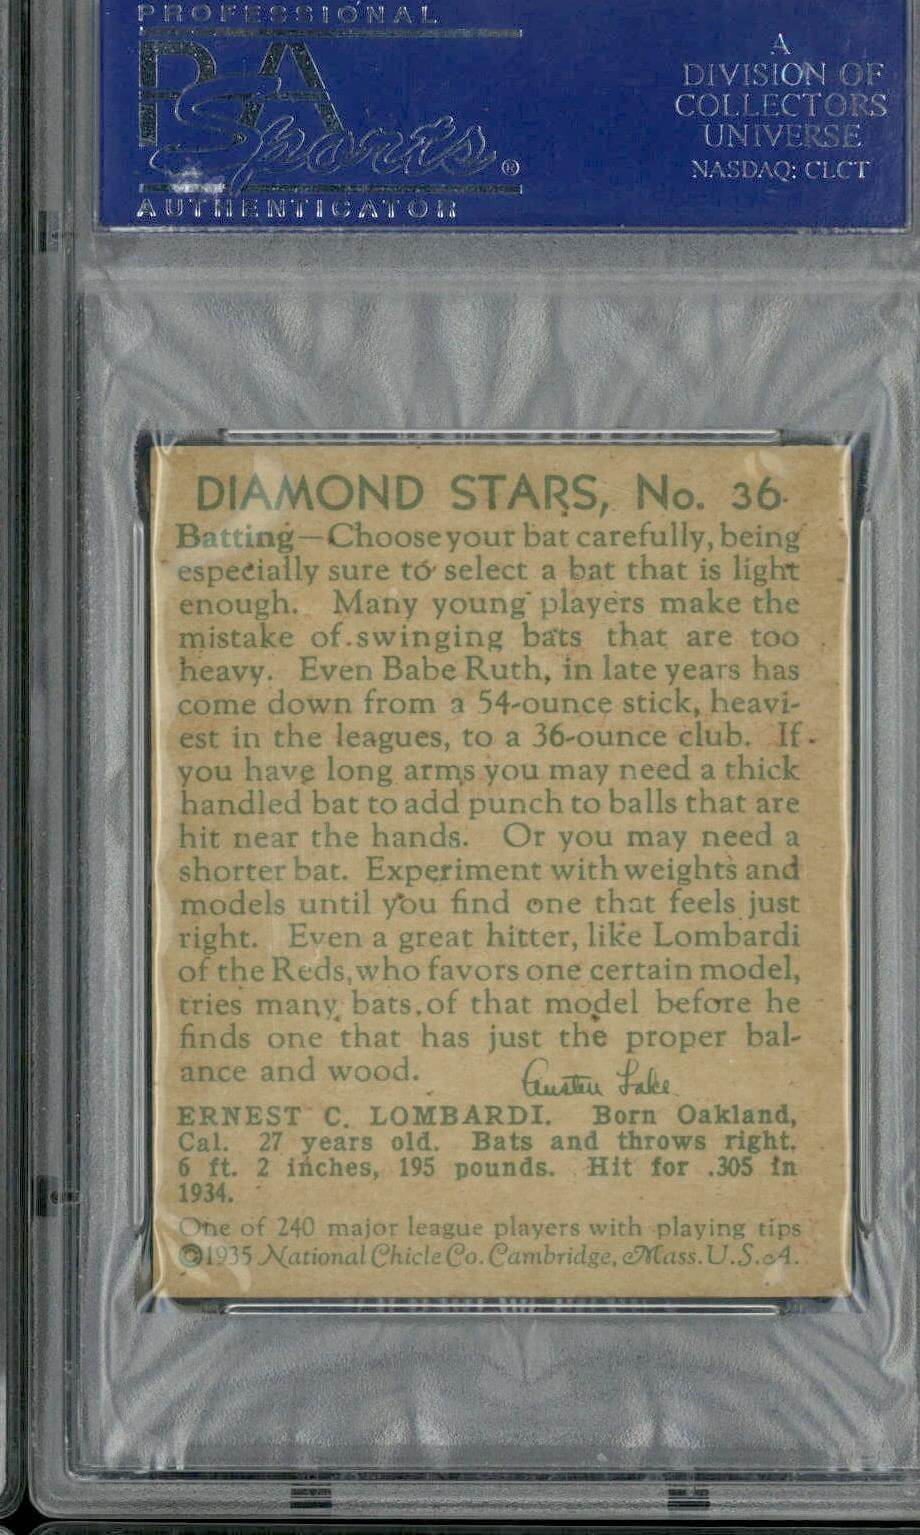 PROFESSIONAL
PSA
Sports®
AUTHENTICATOR
A
DIVISION OF
COLLECTORS
UNIVERSE
NASDAQ: CLCT
DIAMOND STARS, No. 36
Batting—Choose your bat carefully, being
especially sure to select a bat that is light
enough. Many young players make the
mistake of swinging bats that are too
heavy. Even Babe Ruth, in late years has
come down from a 54-ounce stick, heavi-
est in the leagues, to a 36-ounce club. If
you have long arms you may need a thick
handled bat to add punch to balls that are
hit near the hands. Or you may need a
shorter bat. Experiment with weights and
models until you find one that feels just
right. Even a great hitter, like Lombardi
of the Reds, who favors one certain model,
tries many bats of that model before he
finds one that has just the proper bal-
ance and wood.
Austen Lake
ERNEST C. LOMBARDI. Born Oakland,
Cal. 27 years old. Bats and throws right.
6 ft. 2 inches, 195 pounds. Hit for .305 in
1934.
One of 240 major league players with playing tips
©1935 National Chicle Co. Cambridge, Mass. U.S.A.